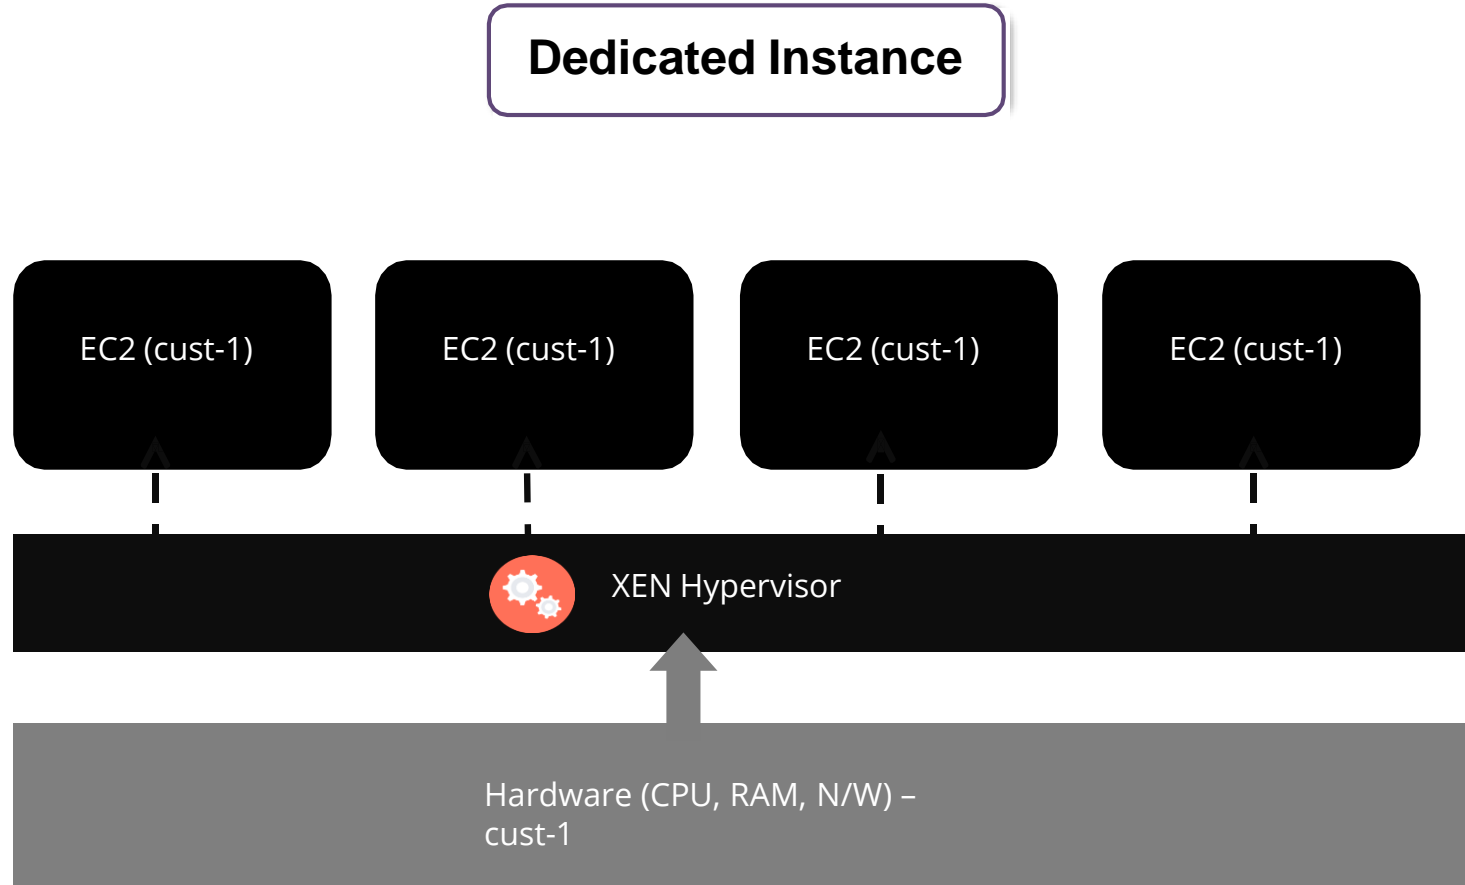 Dedicated Instance
EC2 (cust-1)
EC2 (cust-1)
EC2 (cust-1)
EC2 (cust-1)
XEN Hypervisor
Hardware (CPU, RAM, N/W) –
cust-1